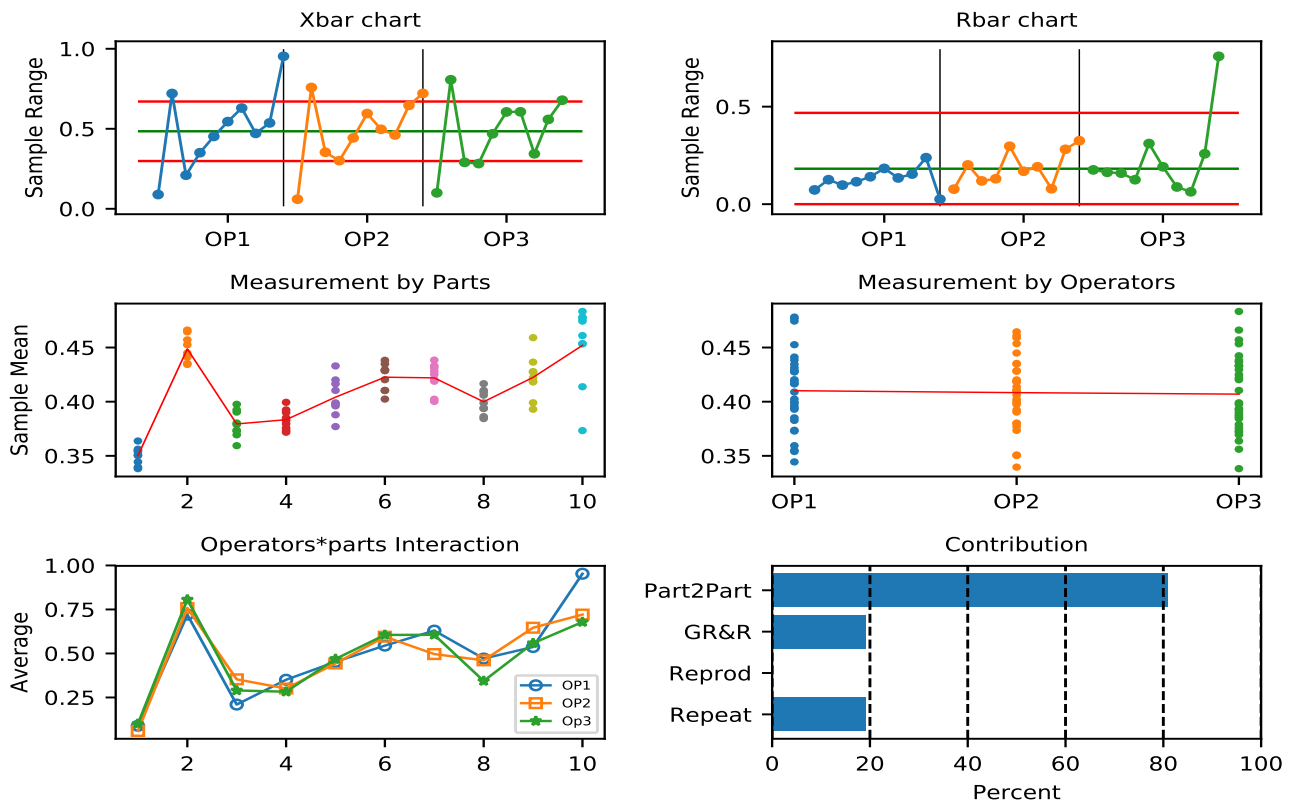 Xbar chart
Sample Range
1.0
0.5
0.0
OP1 OP2 OP3
Rbar chart
Sample Range
0.5
0.0
OP1 OP2 OP3
Measurement by Parts
Sample Mean
0.45
0.40
0.35
2 4 6 8 10
Measurement by Operators
0.45
0.40
0.35
OP1 OP2 OP3
Operators*parts Interaction
Average
1.00
0.75
0.50
0.25
OP1
OP2
Op3
2 4 6 8 10
Contribution
Part2Part
GR&R
Reprod
Repeat
0 20 40 60 80 100
Percent